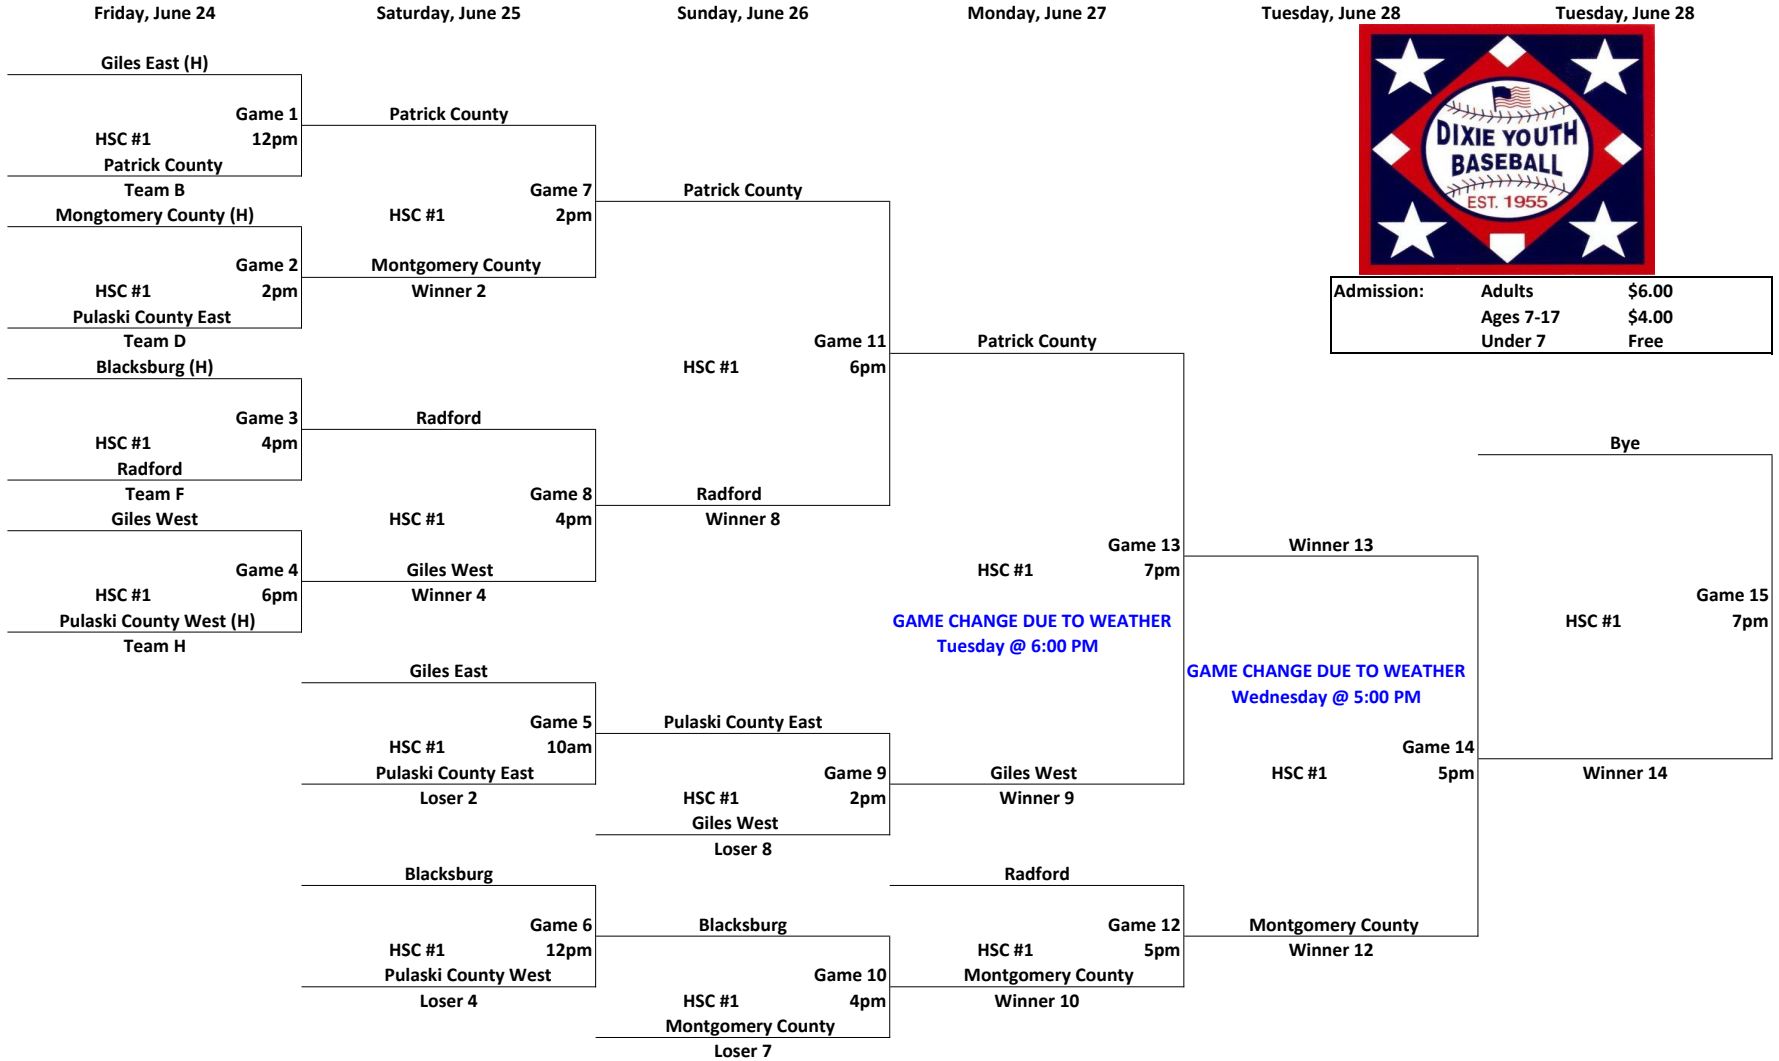 Friday, June 24 Saturday, June 25 Sunday, June 26 Monday, June 27 Tuesday, June 28 Tuesday, June 28
Giles East (H)
Game 1
HSC #1 12pm
Patrick County
Team B
Mongtomery County (H)
Game 2
HSC #1 2pm
Pulaski County East
Team D
Blacksburg (H)
Game 3
HSC #1 4pm
Radford
Team F
Giles West
Game 4
HSC #1 6pm
Pulaski County West (H)
Team H
Patrick County
Game 7
HSC #1 2pm
Montgomery County
Winner 2
Radford
Game 8
HSC #1 4pm
Giles West
Winner 4
Giles East
Game 5
HSC #1 10am
Pulaski County East
Loser 2
Blacksburg
Game 6
HSC #1 12pm
Pulaski County West
Loser 4
Patrick County
Game 11
HSC #1 6pm
Radford
Winner 8
Pulaski County East
Game 9
HSC #1 2pm
Giles West
Loser 8
Blacksburg
Game 10
HSC #1 4pm
Montgomery County
Loser 7
Patrick County
Game 13
HSC #1 7pm
GAME CHANGE DUE TO WEATHER
Tuesday @ 6:00 PM
Giles West
Winner 9
Radford
Game 12
HSC #1 5pm
Montgomery County
Winner 10
Winner 13
GAME CHANGE DUE TO WEATHER
Wednesday @ 5:00 PM
Game 14
HSC #1 5pm
Montgomery County
Winner 12
DIXIE YOUTH
BASEBALL
EST. 1955
Admission: Adults $6.00
Ages 7-17 $4.00
Under 7 Free
Bye
Game 15
HSC #1 7pm
Winner 14